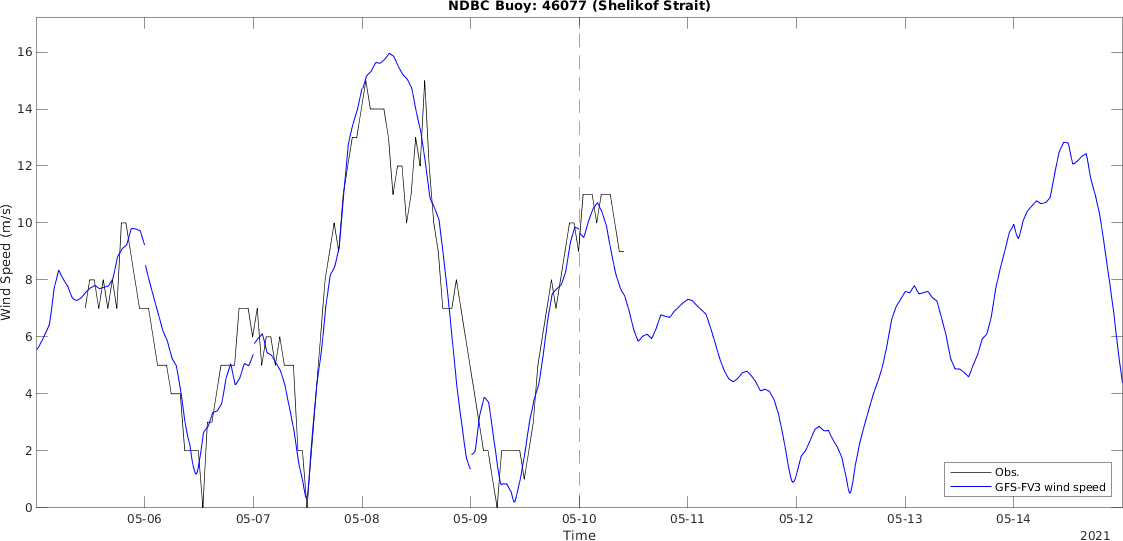 NDBC Buoy: 46077 (Shelikof Strait)
16
14
12
10
8
6
4
2
0
Wind Speed (m/s)
Obs.
GFS-FV3 wind speed
05-06 05-07 05-08 05-09 05-10 05-11 05-12 05-13 05-14
Time
2021